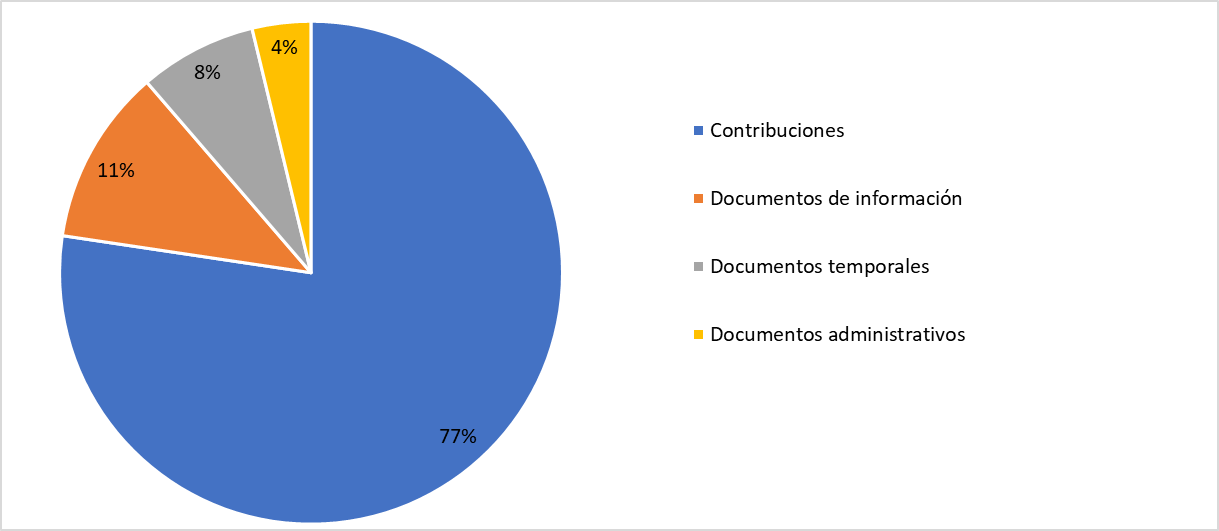 4%
8%
11%
77%
Contribuciones
Documentos de información
Documentos temporales
Documentos administrativos